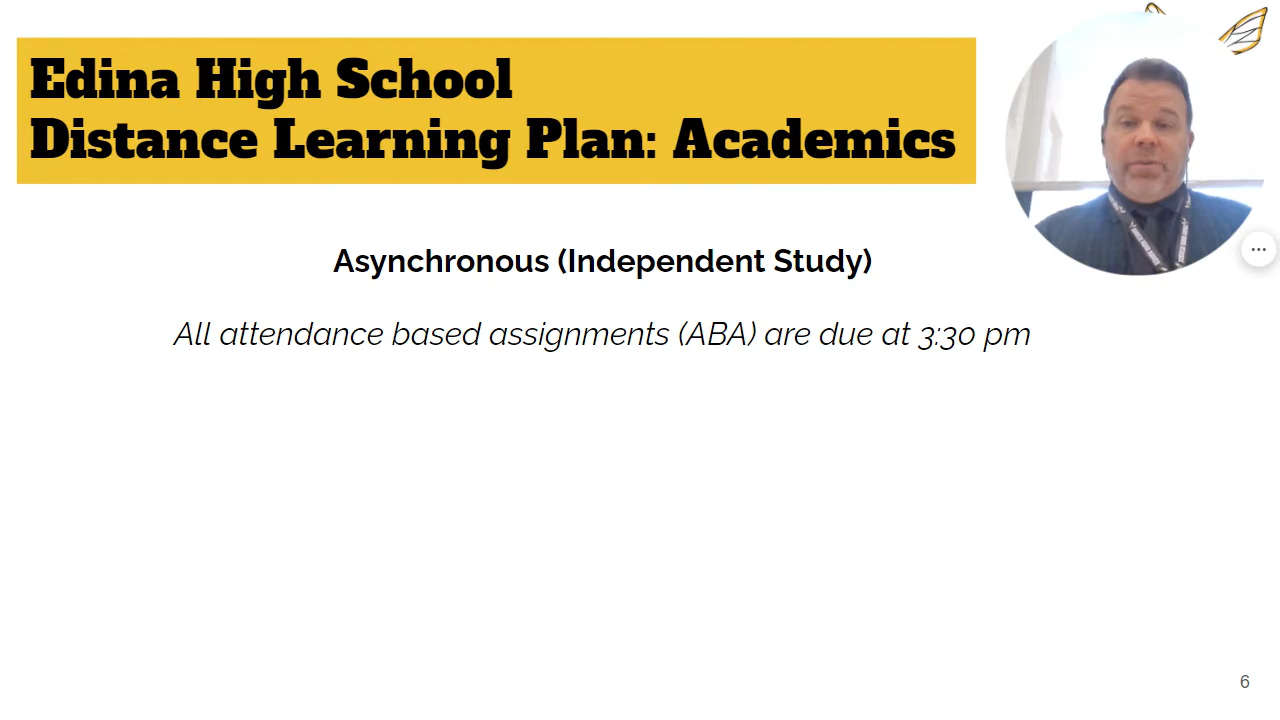 Edina High School
Distance Learning Plan: Academics
Asynchronous (Independent Study)
All attendance based assignments (ABA) are due at 3:30 pm
6